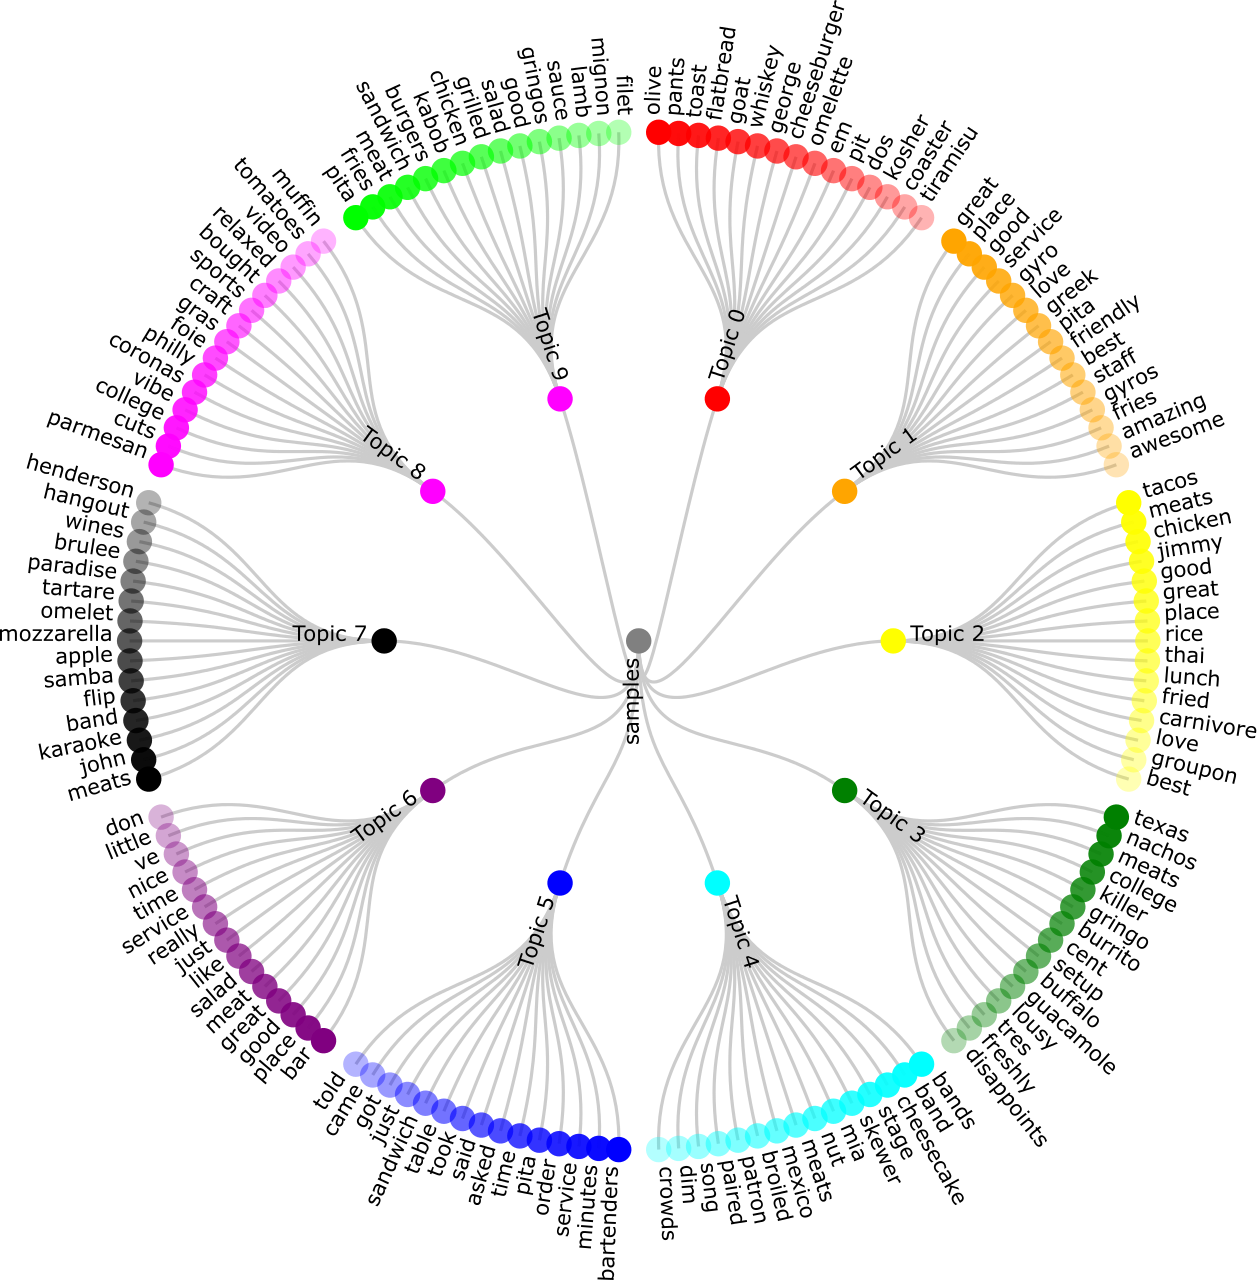 samples
Topic 0
olive
pants
toast
flatbread
goat
whiskey
george
cheeseburger
omelette
em
pit
dos
kosher
coaster
tiramisu
Topic 1
great
place
good
service
gyro
love
greek
pita
friendly
best
staff
gyros
fries
amazing
awesome
Topic 2
tacos
meats
chicken
jimmy
good
great
place
rice
thai
lunch
fried
carnivore
love
groupon
best
Topic 3
texas
nachos
meats
college
killer
gringo
burrito
cent
setup
buffalo
guacamole
lousy
tres
freshly
disappoints
Topic 4
bands
band
cheesecake
stage
skewer
mia
nut
meats
mexico
broiled
patron
paired
song
dim
crowds
Topic 5
bartenders
minutes
service
order
pita
time
asked
said
took
table
sandwich
just
got
came
told
Topic 6
bar
place
good
great
meat
salad
like
just
really
service
time
nice
ve
little
don
Topic 7
meats
john
karaoke
band
flip
samba
apple
mozzarella
omelet
tartare
paradise
brulee
wines
hangout
henderson
Topic 8
parmesan
cuts
college
vibe
coronas
philly
foie
gras
craft
sports
bought
relaxed
video
tomatoes
muffin
Topic 9
pita
fries
meat
sandwich
burgers
kabob
chicken
grilled
salad
good
gringos
sauce
lamb
mignon
filet